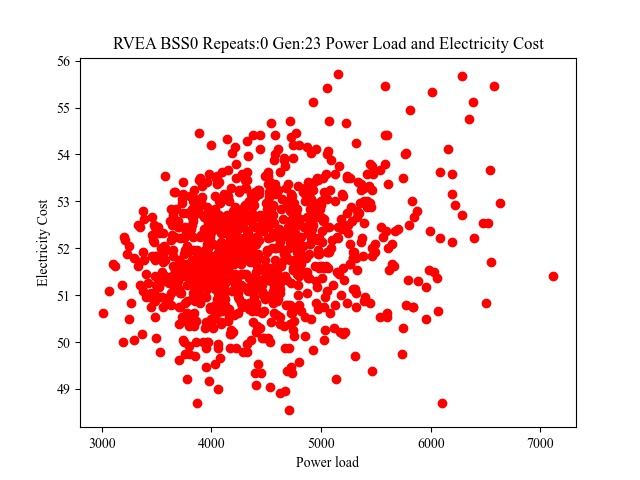 RVEA BSS0 Repeats:0 Gen:23 Power Load and Electricity Cost
56
55
54
53
52
51
50
49
Electricity Cost
3000 4000 5000 6000 7000
Power load